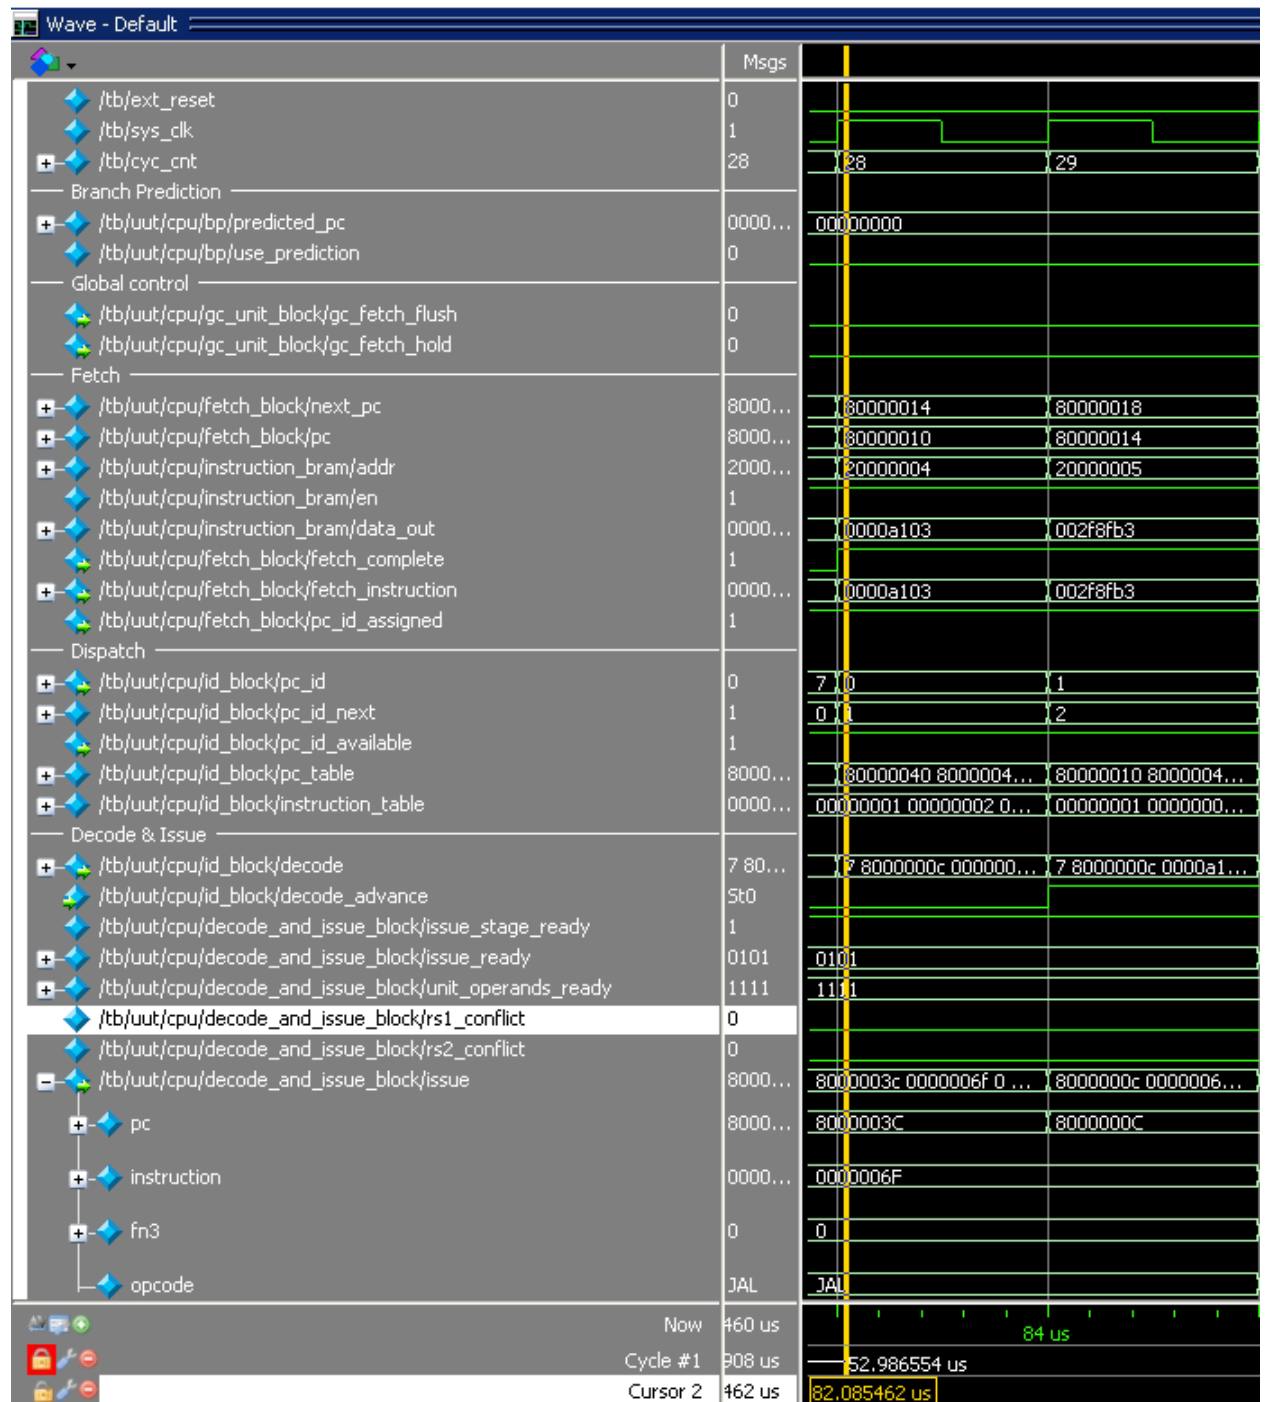 Wave - Default
Msgs
/tb/ext_reset 0
/tb/sys_clk 1
/tb/cyc_cnt 28 28 29
Branch Prediction
/tb/uut/cpu/bp/predicted_pc 0000... 00000000
/tb/uut/cpu/bp/use_prediction 0
Global control
/tb/uut/cpu/gc_unit_block/gc_fetch_flush 0
/tb/uut/cpu/gc_unit_block/gc_fetch_hold 0
Fetch
/tb/uut/cpu/fetch_block/next_pc 8000... 80000014 80000018
/tb/uut/cpu/fetch_block/pc 8000... 80000010 80000014
/tb/uut/cpu/instruction_bram/addr 2000... 20000004 20000005
/tb/uut/cpu/instruction_bram/en 1
/tb/uut/cpu/instruction_bram/data_out 0000... 0000a103 002f8fb3
/tb/uut/cpu/fetch_block/fetch_complete 1
/tb/uut/cpu/fetch_block/fetch_instruction 0000... 0000a103 002f8fb3
/tb/uut/cpu/fetch_block/pc_id_assigned 1
Dispatch
/tb/uut/cpu/id_block/pc_id 0 7 0 1
/tb/uut/cpu/id_block/pc_id_next 1 0 1 2
/tb/uut/cpu/id_block/pc_id_available 1
/tb/uut/cpu/id_block/pc_table 8000... 80000040 8000004... 80000010 8000004...
/tb/uut/cpu/id_block/instruction_table 0000... 00000001 00000002 0... 00000001 0000000...
Decode & Issue
/tb/uut/cpu/id_block/decode 7 80... 7 8000000c 000000... 7 8000000c 0000a1...
/tb/uut/cpu/id_block/decode_advance St0
/tb/uut/cpu/decode_and_issue_block/issue_stage_ready 1
/tb/uut/cpu/decode_and_issue_block/issue_ready 0101 0101
/tb/uut/cpu/decode_and_issue_block/unit_operands_ready 1111 1111
/tb/uut/cpu/decode_and_issue_block/rs1_conflict 0
/tb/uut/cpu/decode_and_issue_block/rs2_conflict 0
/tb/uut/cpu/decode_and_issue_block/issue 8000... 8000003c 0000006f 0 ... 8000000c 0000006...
pc 8000... 8000003C 8000000C
instruction 0000... 0000006F
fn3 0 0
opcode JAL JAL
Now 460 us 84 us
Cycle #1 908 us 52.986554 us
Cursor 2 462 us 82.085462 us